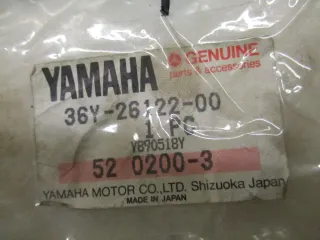 YAMAHA
GENUINE
parts & accessories
36Y-26122-00
1 PC
Y890518Y
52 0200-3
YAMAHA MOTOR CO.,LTD. Shizuoka Japan
MADE IN JAPAN